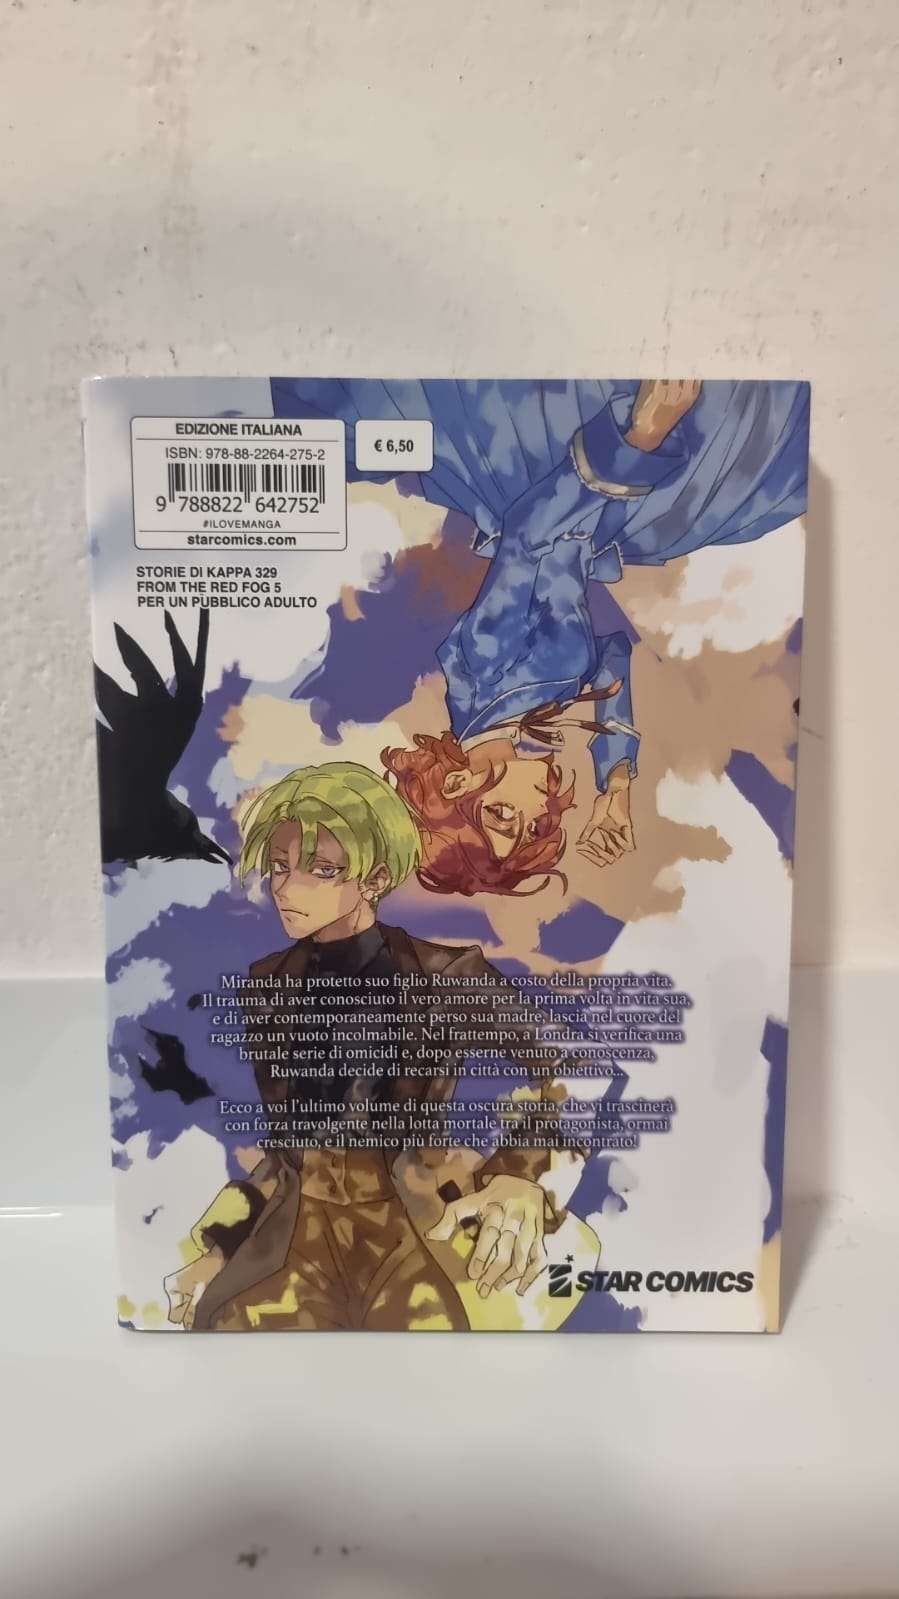 EDIZIONE ITALIANA
ISBN: 978-88-2264-275-2
9 788822 642752
#ILOVEMANGA
starcomics.com
€ 6,50
STORIE DI KAPPA 329
FROM THE RED FOG 5
PER UN PUBBLICO ADULTO
Miranda ha protetto suo figlio Ruwanda a costo della propria vita.
Il trauma di aver conosciuto il vero amore per la prima volta in vita sua,
e di aver contemporaneamente perso sua madre, lascia nel cuore del
ragazzo un vuoto incolmabile. Nel frattempo, a Londra si verifica una
brutale serie di omicidi e, dopo esserne venuto a conoscenza,
Ruwanda decide di recarsi in città con un obiettivo...
Ecco a voi l'ultimo volume di questa oscura storia, che vi trascinerà
con forza travolgente nella lotta mortale tra il protagonista, ormai
cresciuto, e il nemico più forte che abbia mai incontrato!
STAR COMICS